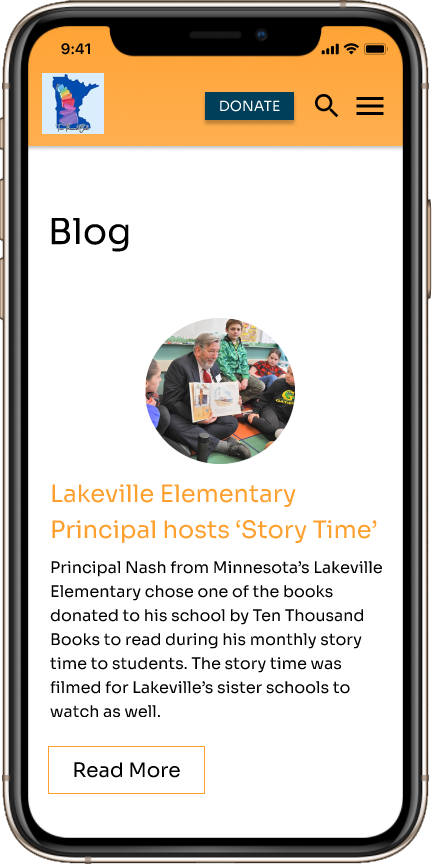 9:41
DONATE
Blog
Lakeville Elementary
Principal hosts ‘Story Time’
Principal Nash from Minnesota’s Lakeville
Elementary chose one of the books
donated to his school by Ten Thousand
Books to read during his monthly story
time to students. The story time was
filmed for Lakeville’s sister schools to
watch as well.
Read More